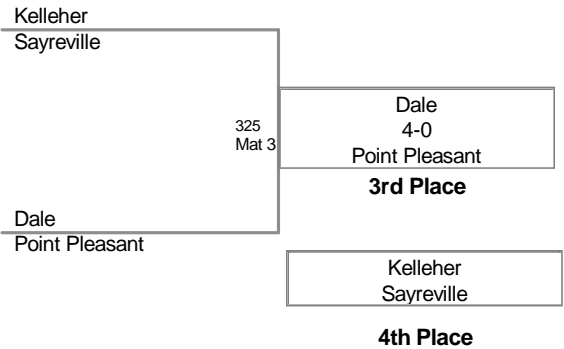 Kelleher
Sayreville
325
Mat 3
Dale
4-0
Point Pleasant
3rd Place
Dale
Point Pleasant
Kelleher
Sayreville
4th Place